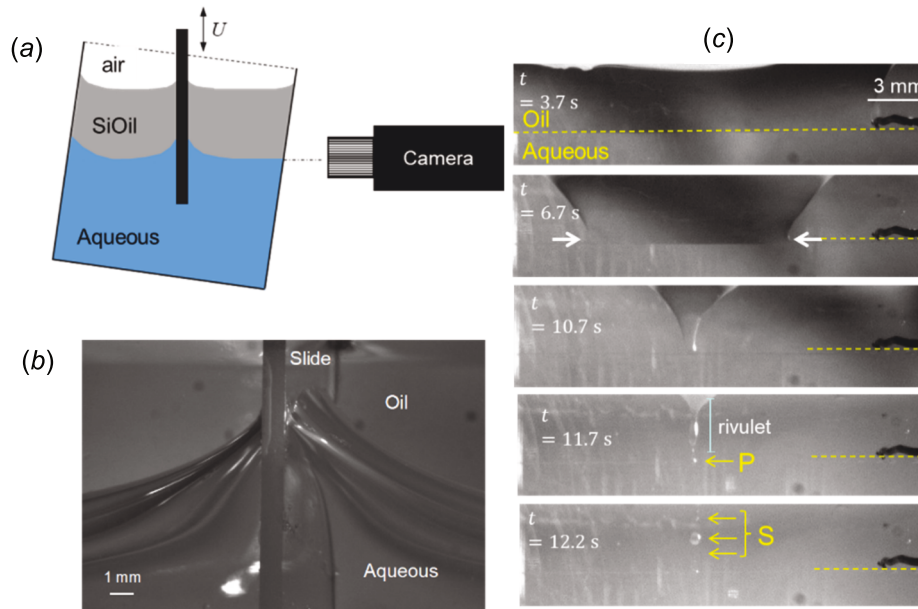 (a)
U
air
SiOil
Aqueous
Camera
(b)
Slide
Oil
Aqueous
1 mm
(c)
t
= 3.7 s
3 mm
Oil
Aqueous
t
= 6.7 s
t
= 10.7 s
t
= 11.7 s
rivulet
P
t
= 12.2 s
S